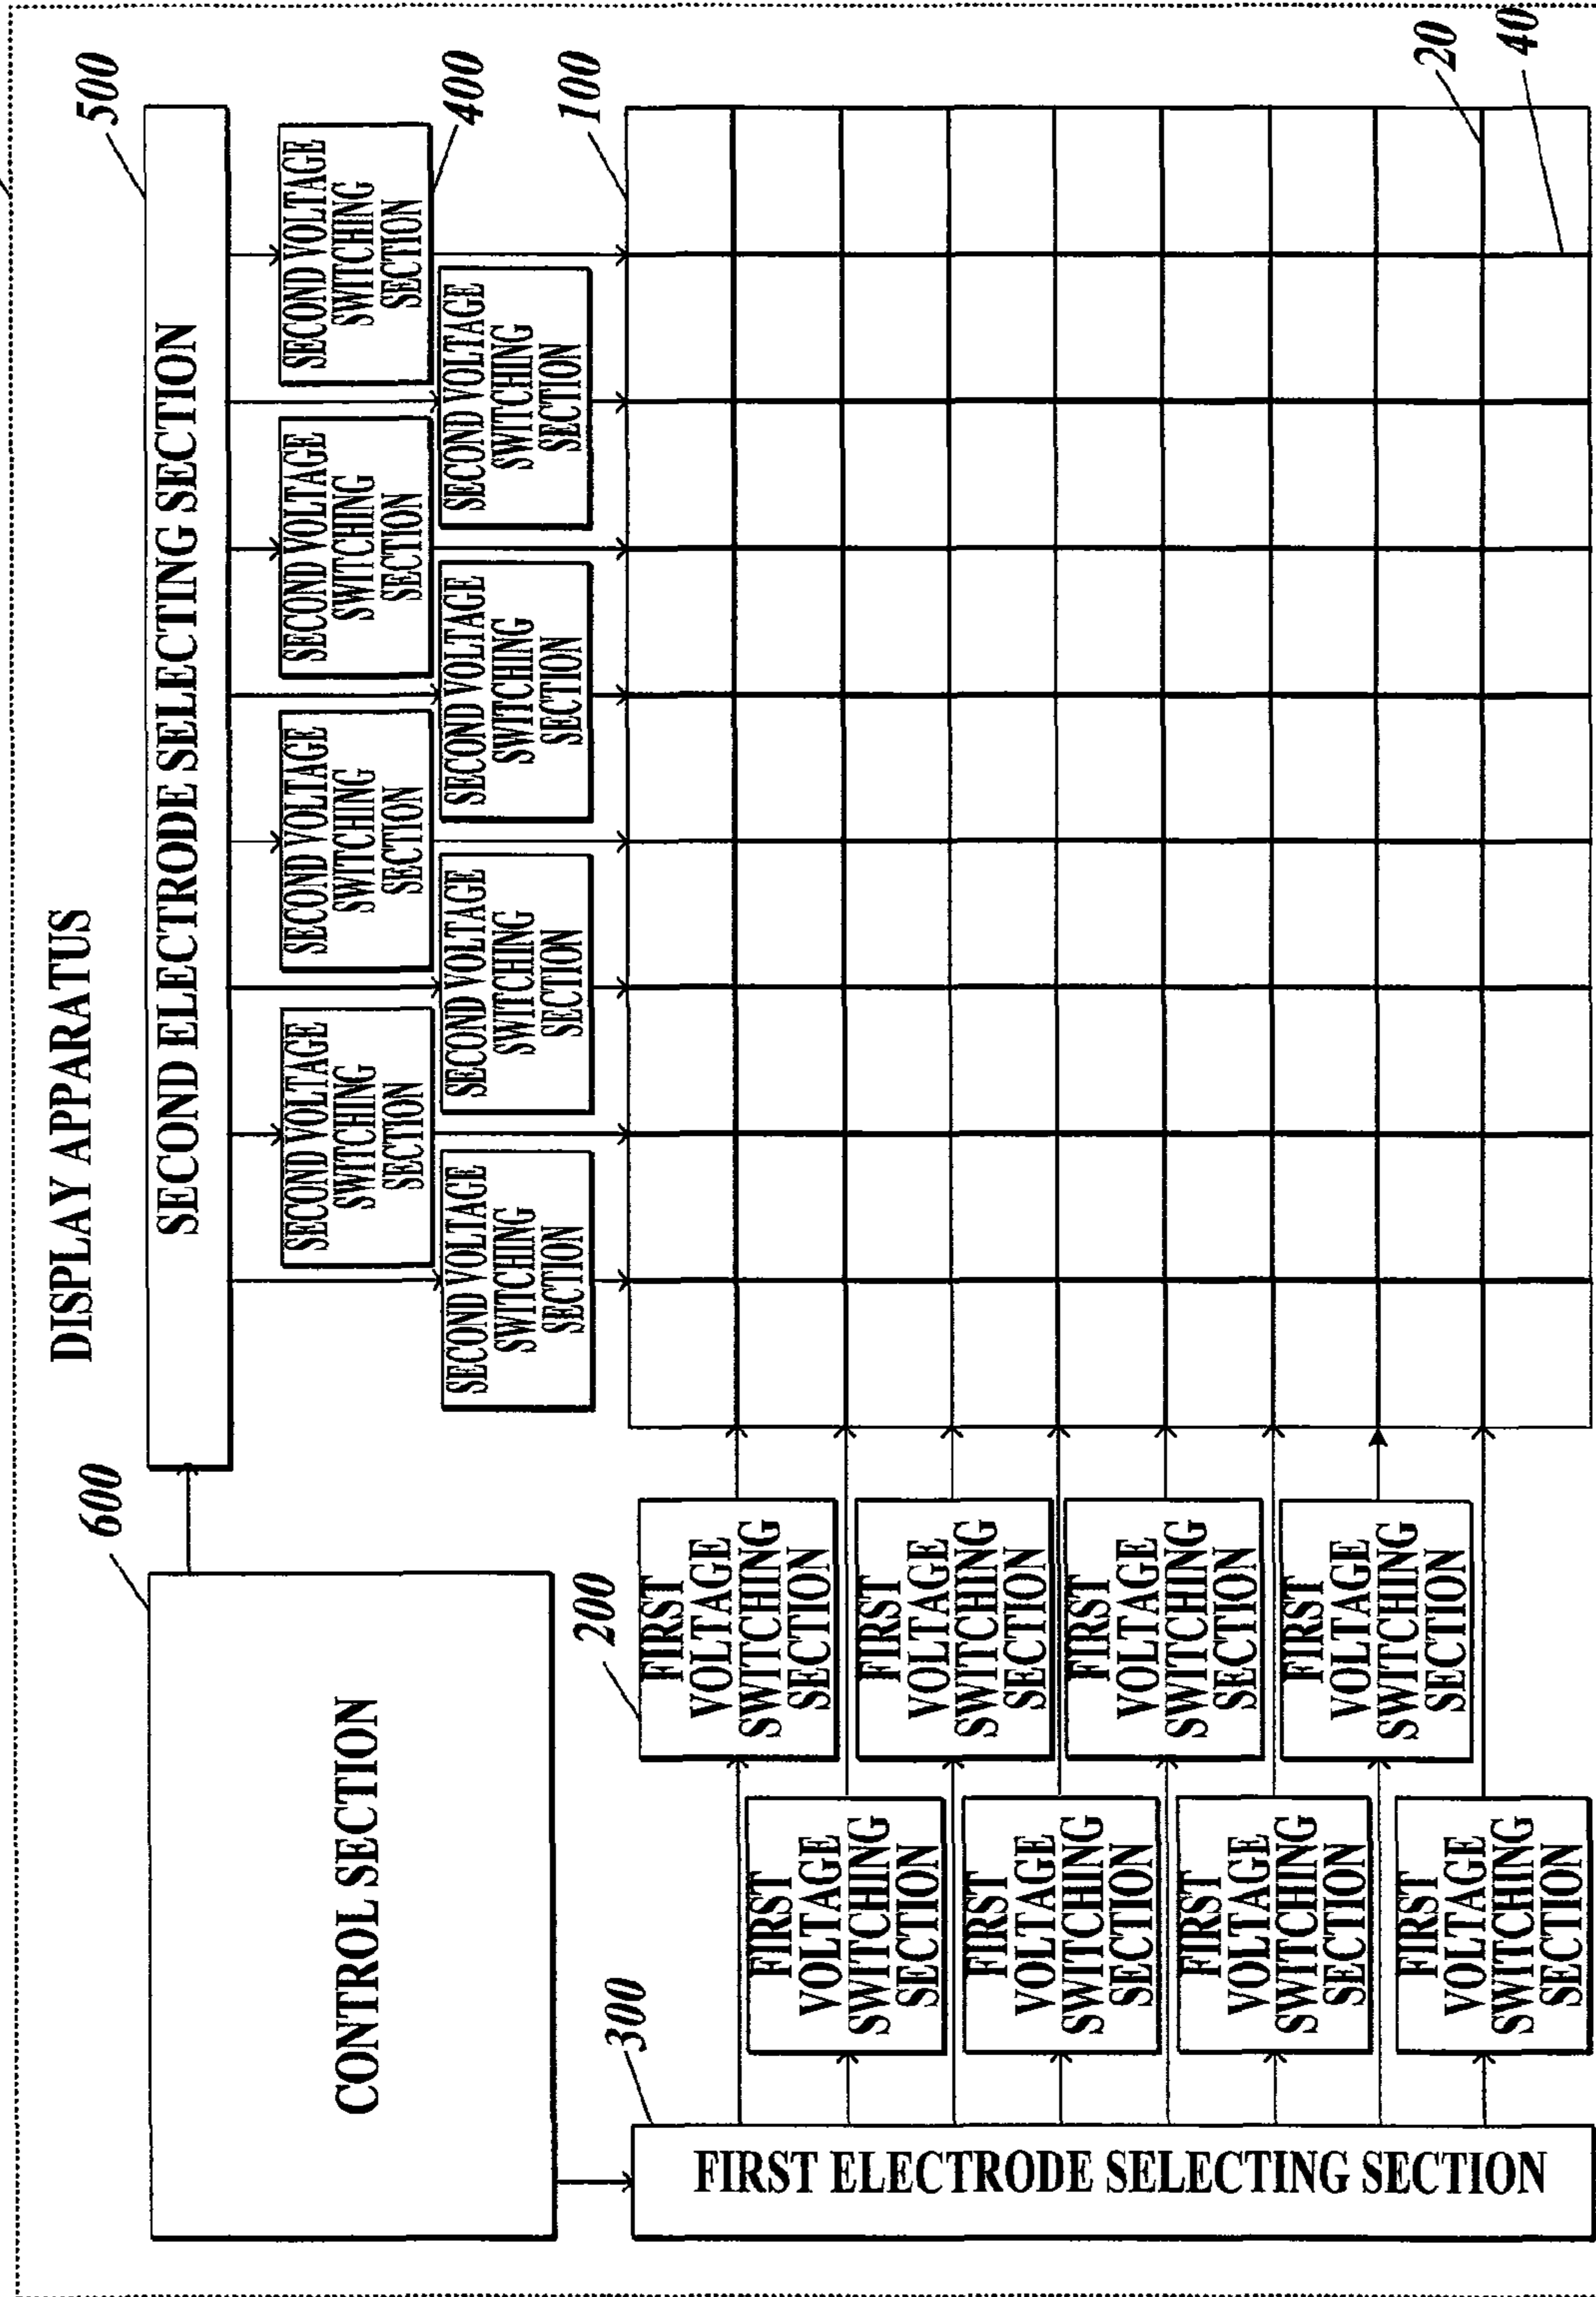 DISPLAY APPARATUS
600
CONTROL SECTION
500
SECOND ELECTRODE SELECTING SECTION
SECOND VOLTAGE
SWITCHING
SECTION
SECOND VOLTAGE
SWITCHING
SECTION
SECOND VOLTAGE
SWITCHING
SECTION
SECOND VOLTAGE
SWITCHING
SECTION
400
SECOND VOLTAGE
SWITCHING
SECTION
SECOND VOLTAGE
SWITCHING
SECTION
SECOND VOLTAGE
SWITCHING
SECTION
SECOND VOLTAGE
SWITCHING
SECTION
300
FIRST ELECTRODE SELECTING SECTION
200
FIRST
VOLTAGE
SWITCHING
SECTION
FIRST
VOLTAGE
SWITCHING
SECTION
FIRST
VOLTAGE
SWITCHING
SECTION
FIRST
VOLTAGE
SWITCHING
SECTION
FIRST
VOLTAGE
SWITCHING
SECTION
FIRST
VOLTAGE
SWITCHING
SECTION
FIRST
VOLTAGE
SWITCHING
SECTION
FIRST
VOLTAGE
SWITCHING
SECTION
100
20
40